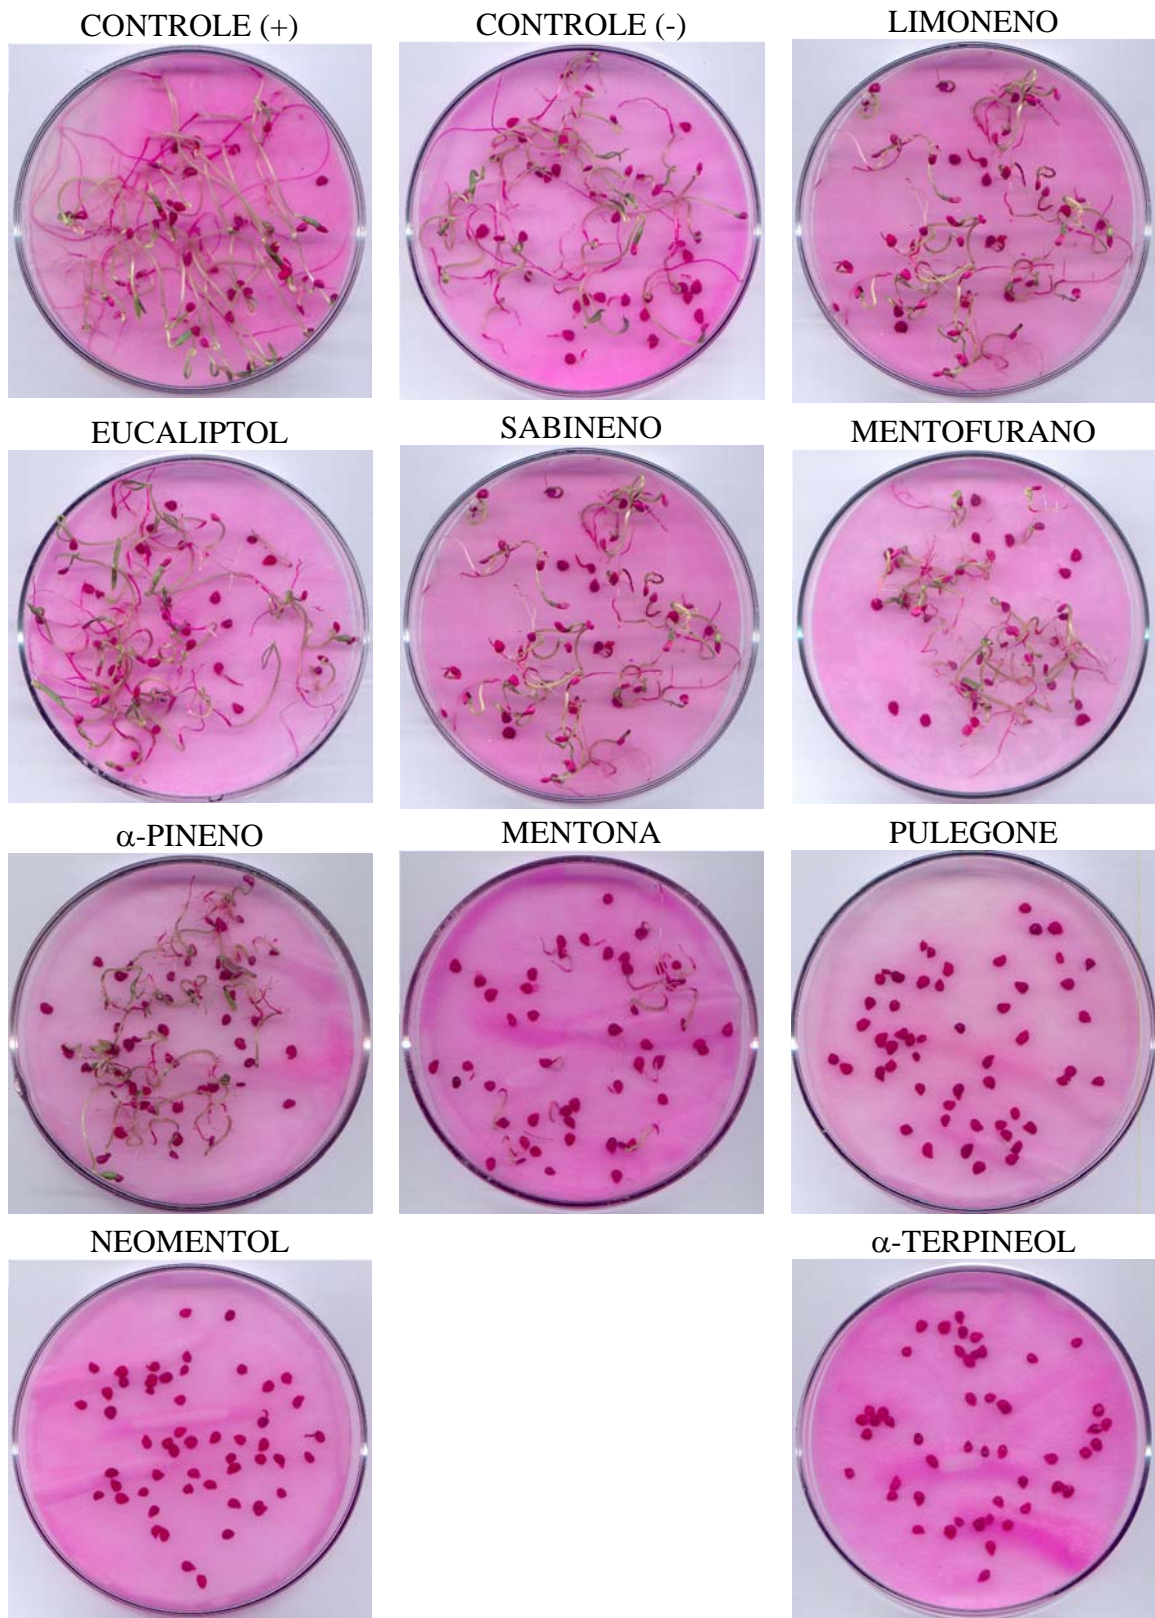 CONTROLE (+)
CONTROLE (-)
LIMONENO
EUCALIPTOL
SABINENO
MENTOFURANO
α-PINENO
MENTONA
PULEGONE
NEOMENTOL
α-TERPINEOL